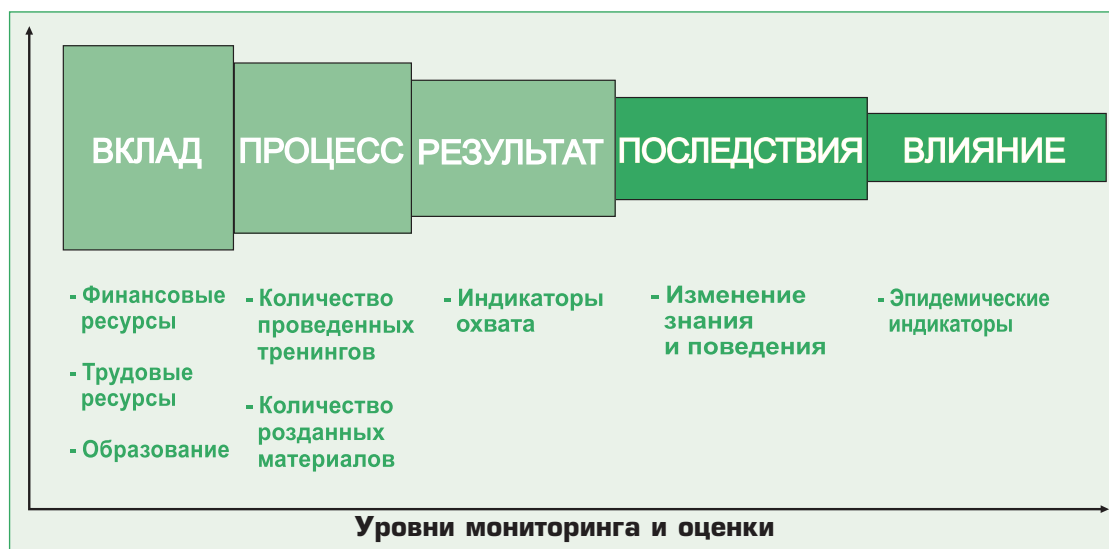 ВКЛАД
ПРОЦЕСС
РЕЗУЛЬТАТ
ПОСЛЕДСТВИЯ
ВЛИЯНИЕ
- Финансовые
ресурсы
- Трудовые
ресурсы
- Образование
- Количество
проведенных
тренингов
- Количество
розданных
материалов
- Индикаторы
охвата
- Изменение
знания
и поведения
- Эпидемические
индикаторы
Уровни мониторинга и оценки